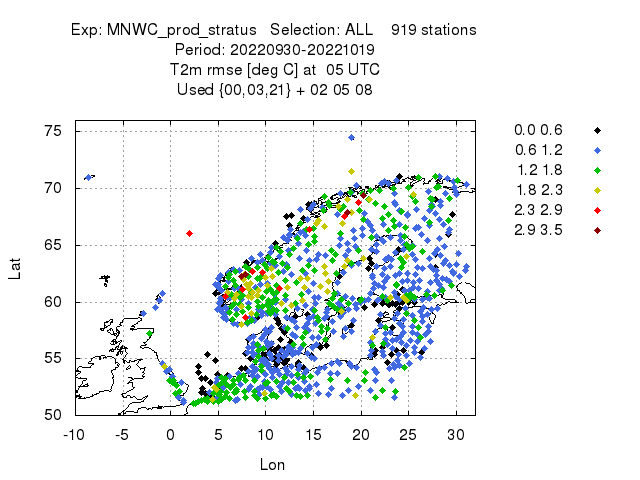 Exp: MNWC_prod_stratus   Selection: ALL    919 stations
Period: 20220930-20221019
T2m rmse [deg C] at  05 UTC
Used {00,03,21} + 02 05 08
0.0 0.6
0.6 1.2
1.2 1.8
1.8 2.3
2.3 2.9
2.9 3.5
75
70
65
60
55
50
Lat
-10 -5 0 5 10 15 20 25 30
Lon